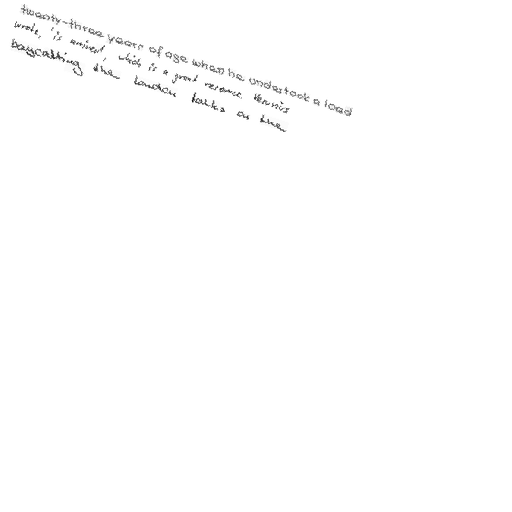 twenty-three years of age when he undertook a load
wrote, is arrived, which is a great resource. Dennis
boycotting the London talks on the